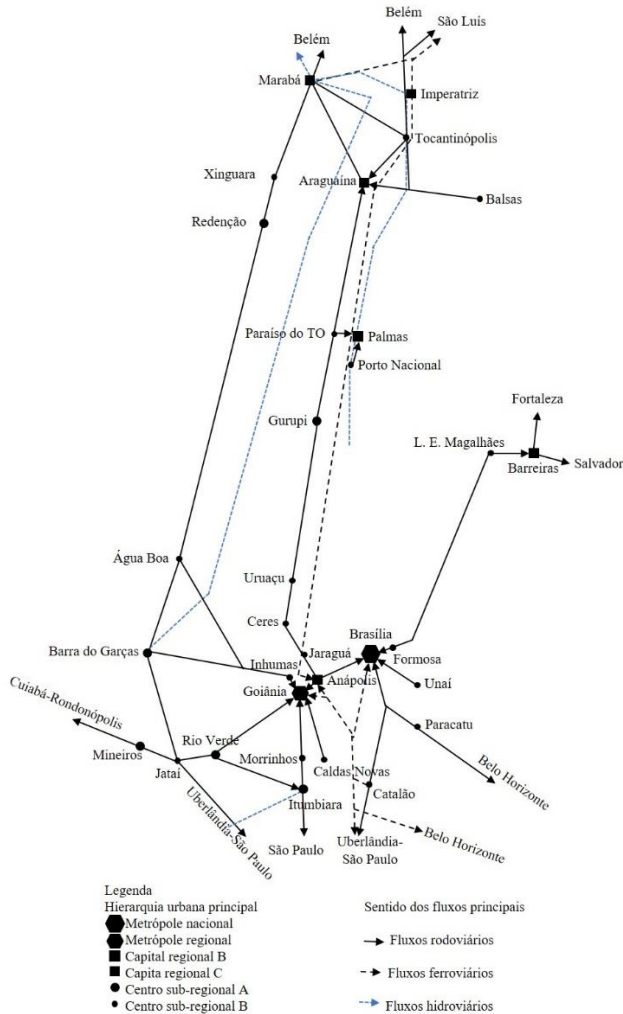 Belém
São Luís
Belém
Marabá
Imperatriz
Tocantinópolis
Xinguara
Araguaína
Balsas
Redenção
Paraíso do TO
Palmas
Porto Nacional
Fortaleza
Gurupi
L. E. Magalhães
Salvador
Barreiras
Água Boa
Uruaçu
Ceres
Brasília
Jaraguá
Formosa
Barra do Garças
Inhumas
Anápolis
Unaí
Goiânia
Cuiabá-Rondonópolis
Rio Verde
Paracatu
Mineiros
Morrinhos
Caldas Novas
Jataí
Catalão
Belo Horizonte
Itumbiara
Uberlândia-
São Paulo
São Paulo
Uberlândia-
São Paulo
Belo Horizonte
Legenda
Hierarquia urbana principal
Metrópole nacional
Metrópole regional
Capital regional B
Capita regional C
Centro sub-regional A
Centro sub-regional B
Sentido dos fluxos principais
Fluxos rodoviários
Fluxos ferroviários
Fluxos hidroviários